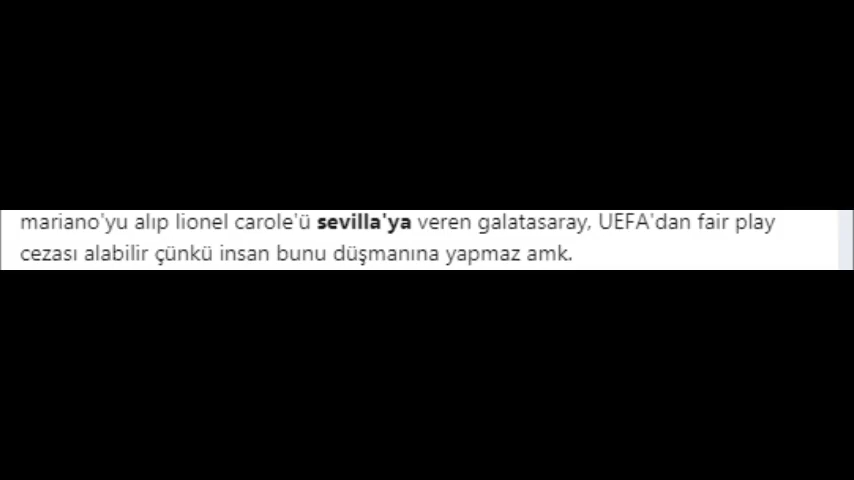 mariano'yu alıp lionel carole'ü sevilla'ya veren galatasaray, UEFA'dan fair play
cezası alabilir çünkü insan bunu düşmanına yapmaz amk.